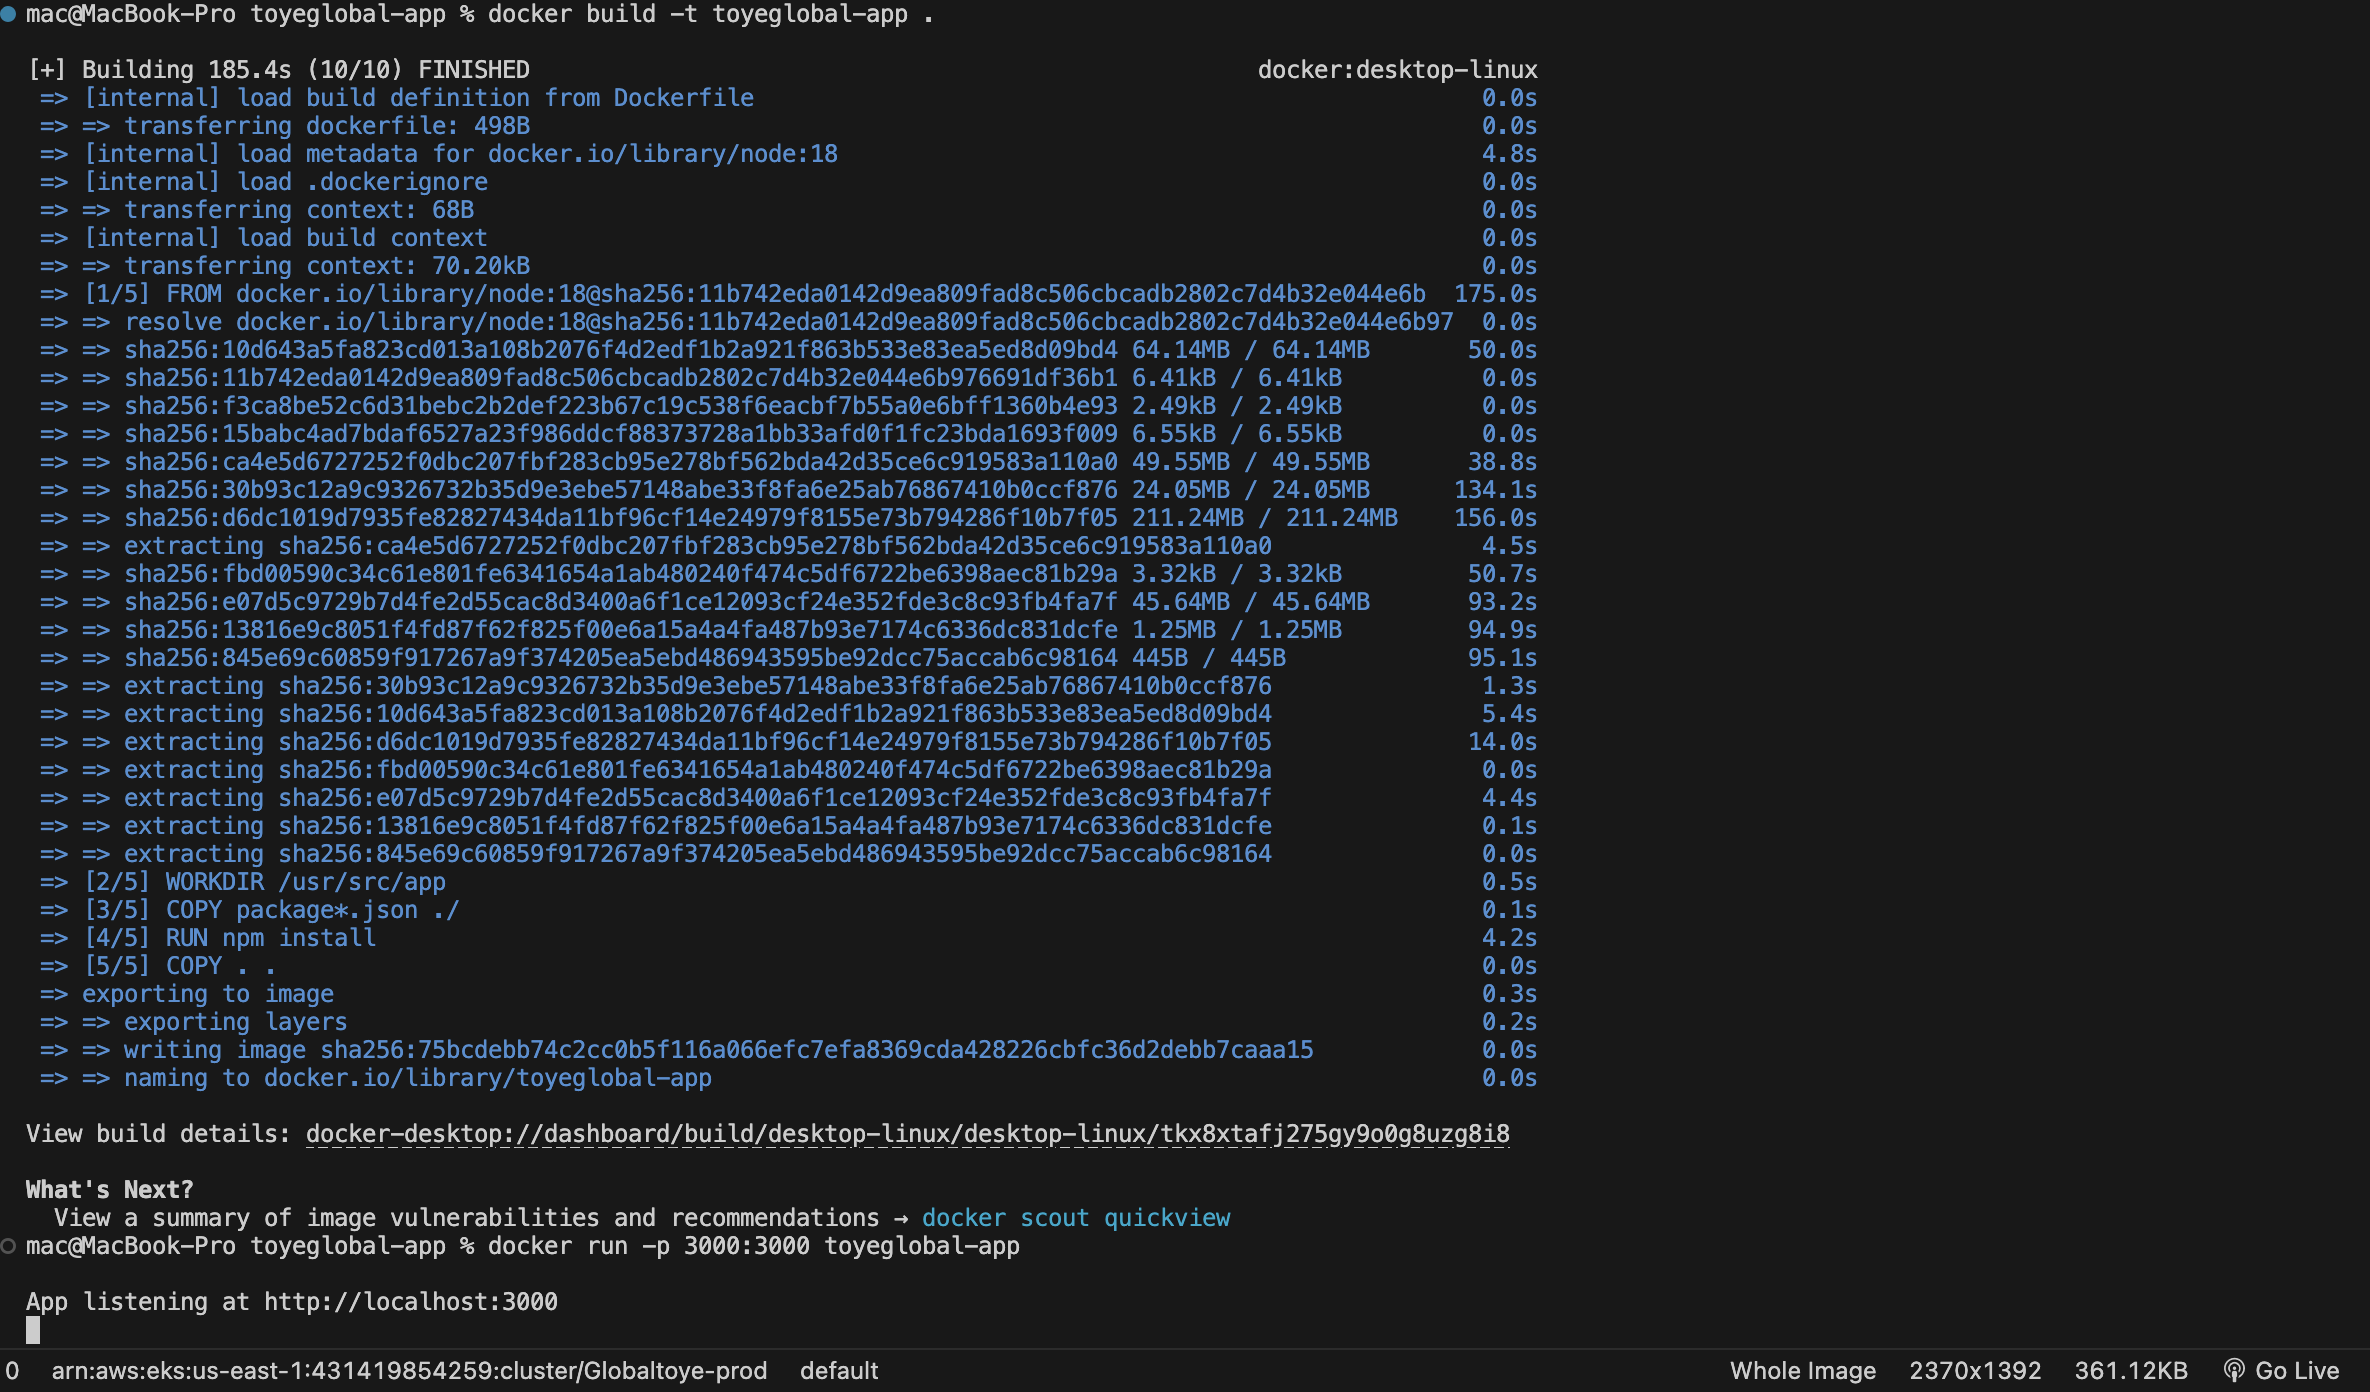 mac@MacBook-Pro toyeglobal-app % docker build -t toyeglobal-app .
[+] Building 185.4s (10/10) FINISHED docker:desktop-linux
=> [internal] load build definition from Dockerfile 0.0s
=> => transferring dockerfile: 498B 0.0s
=> [internal] load metadata for docker.io/library/node:18 4.8s
=> [internal] load .dockerignore 0.0s
=> => transferring context: 68B 0.0s
=> [internal] load build context 0.0s
=> => transferring context: 70.20kB 0.0s
=> [1/5] FROM docker.io/library/node:18@sha256:11b742eda0142d9ea809fad8c506cbcadb2802c7d4b32e044e6b 175.0s
=> => resolve docker.io/library/node:18@sha256:11b742eda0142d9ea809fad8c506cbcadb2802c7d4b32e044e6b97 0.0s
=> => sha256:10d643a5fa823cd013a108b2076f4d2edf1b2a921f863b533e83ea5ed8d09bd4 64.14MB / 64.14MB 50.0s
=> => sha256:11b742eda0142d9ea809fad8c506cbcadb2802c7d4b32e044e6b976691df36b1 6.41kB / 6.41kB 0.0s
=> => sha256:f3ca8be52c6d31bebc2b2def223b67c19c538f6eacbf7b55a0e6bff1360b4e93 2.49kB / 2.49kB 0.0s
=> => sha256:15babc4ad7bdaf6527a23f986ddcf88373728a1bb33afd0f1fc23bda1693f009 6.55kB / 6.55kB 0.0s
=> => sha256:ca4e5d6727252f0dbc207fbf283cb95e278bf562bda42d35ce6c919583a110a0 49.55MB / 49.55MB 38.8s
=> => sha256:30b93c12a9c9326732b35d9e3ebe57148abe33f8fa6e25ab76867410b0ccf876 24.05MB / 24.05MB 134.1s
=> => sha256:d6dc1019d7935fe82827434da11bf96cf14e24979f8155e73b794286f10b7f05 211.24MB / 211.24MB 156.0s
=> => extracting sha256:ca4e5d6727252f0dbc207fbf283cb95e278bf562bda42d35ce6c919583a110a0 4.5s
=> => sha256:fbd00590c34c61e801fe6341654a1ab480240f474c5df6722be6398aec81b29a 3.32kB / 3.32kB 50.7s
=> => sha256:e07d5c9729b7d4fe2d55cac8d3400a6f1ce12093cf24e352fde3c8c93fb4fa7f 45.64MB / 45.64MB 93.2s
=> => sha256:13816e9c8051f4fd87f62f825f00e6a15a4a4fa487b93e7174c6336dc831dcfe 1.25MB / 1.25MB 94.9s
=> => sha256:845e69c60859f917267a9f374205ea5ebd486943595be92dcc75accab6c98164 445B / 445B 95.1s
=> => extracting sha256:30b93c12a9c9326732b35d9e3ebe57148abe33f8fa6e25ab76867410b0ccf876 1.3s
=> => extracting sha256:10d643a5fa823cd013a108b2076f4d2edf1b2a921f863b533e83ea5ed8d09bd4 5.4s
=> => extracting sha256:d6dc1019d7935fe82827434da11bf96cf14e24979f8155e73b794286f10b7f05 14.0s
=> => extracting sha256:fbd00590c34c61e801fe6341654a1ab480240f474c5df6722be6398aec81b29a 0.0s
=> => extracting sha256:e07d5c9729b7d4fe2d55cac8d3400a6f1ce12093cf24e352fde3c8c93fb4fa7f 4.4s
=> => extracting sha256:13816e9c8051f4fd87f62f825f00e6a15a4a4fa487b93e7174c6336dc831dcfe 0.1s
=> => extracting sha256:845e69c60859f917267a9f374205ea5ebd486943595be92dcc75accab6c98164 0.0s
=> [2/5] WORKDIR /usr/src/app 0.5s
=> [3/5] COPY package*.json ./ 0.1s
=> [4/5] RUN npm install 4.2s
=> [5/5] COPY . . 0.0s
=> exporting to image 0.3s
=> => exporting layers 0.2s
=> => writing image sha256:75bcdebb74c2cc0b5f116a066efc7efa8369cda428226cbfc36d2debb7caaa15 0.0s
=> => naming to docker.io/library/toyeglobal-app 0.0s
View build details: docker-desktop://dashboard/build/desktop-linux/desktop-linux/tkx8xtafj275gy9o0g8uzg8i8
What's Next?
View a summary of image vulnerabilities and recommendations → docker scout quickview
mac@MacBook-Pro toyeglobal-app % docker run -p 3000:3000 toyeglobal-app
App listening at http://localhost:3000
0 arn:aws:eks:us-east-1:431419854259:cluster/Globaltoye-prod default Whole Image 2370x1392 361.12KB Go Live